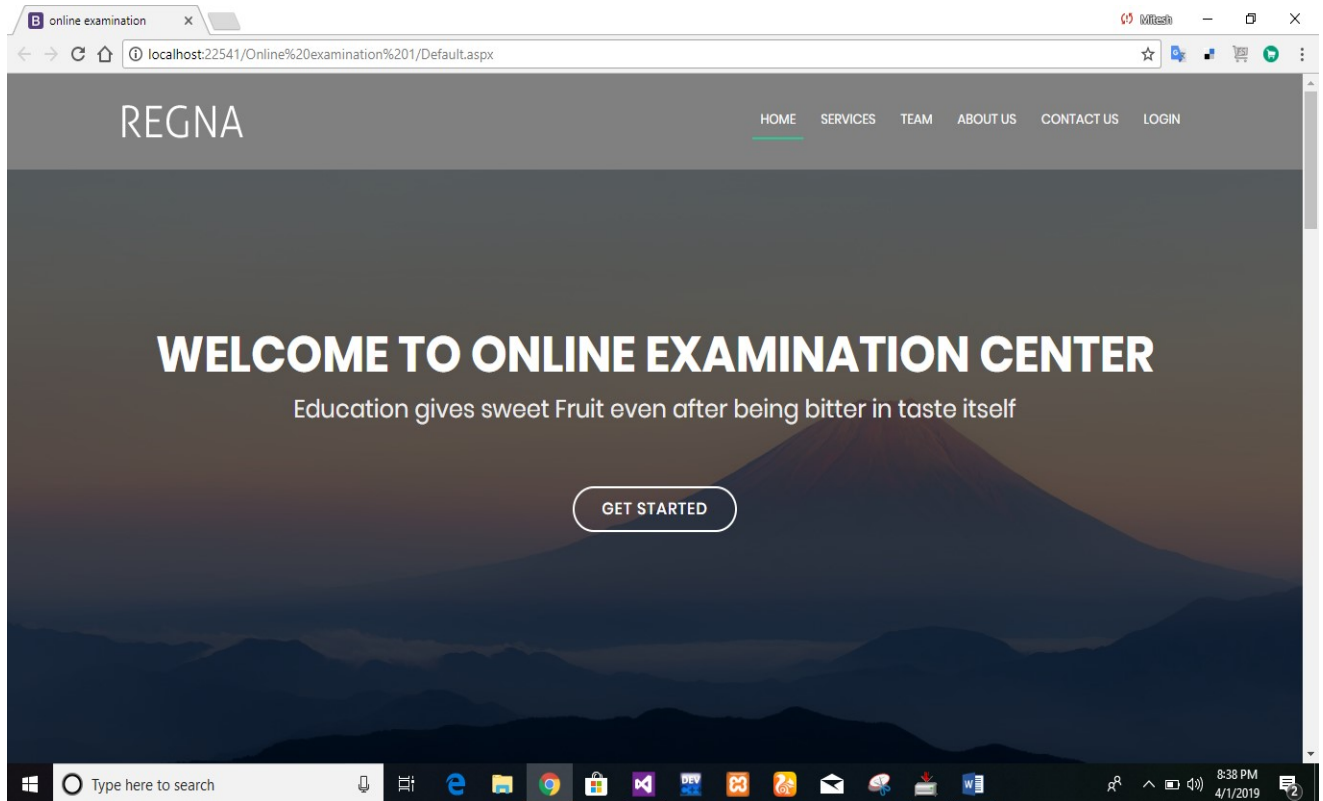 B online examination
Mitesh
localhost:22541/Online%20examination%201/Default.aspx
REGNA
HOME SERVICES TEAM ABOUT US CONTACT US LOGIN
WELCOME TO ONLINE EXAMINATION CENTER
Education gives sweet Fruit even after being bitter in taste itself
GET STARTED
Type here to search
DEV
8:38 PM
4/1/2019
2